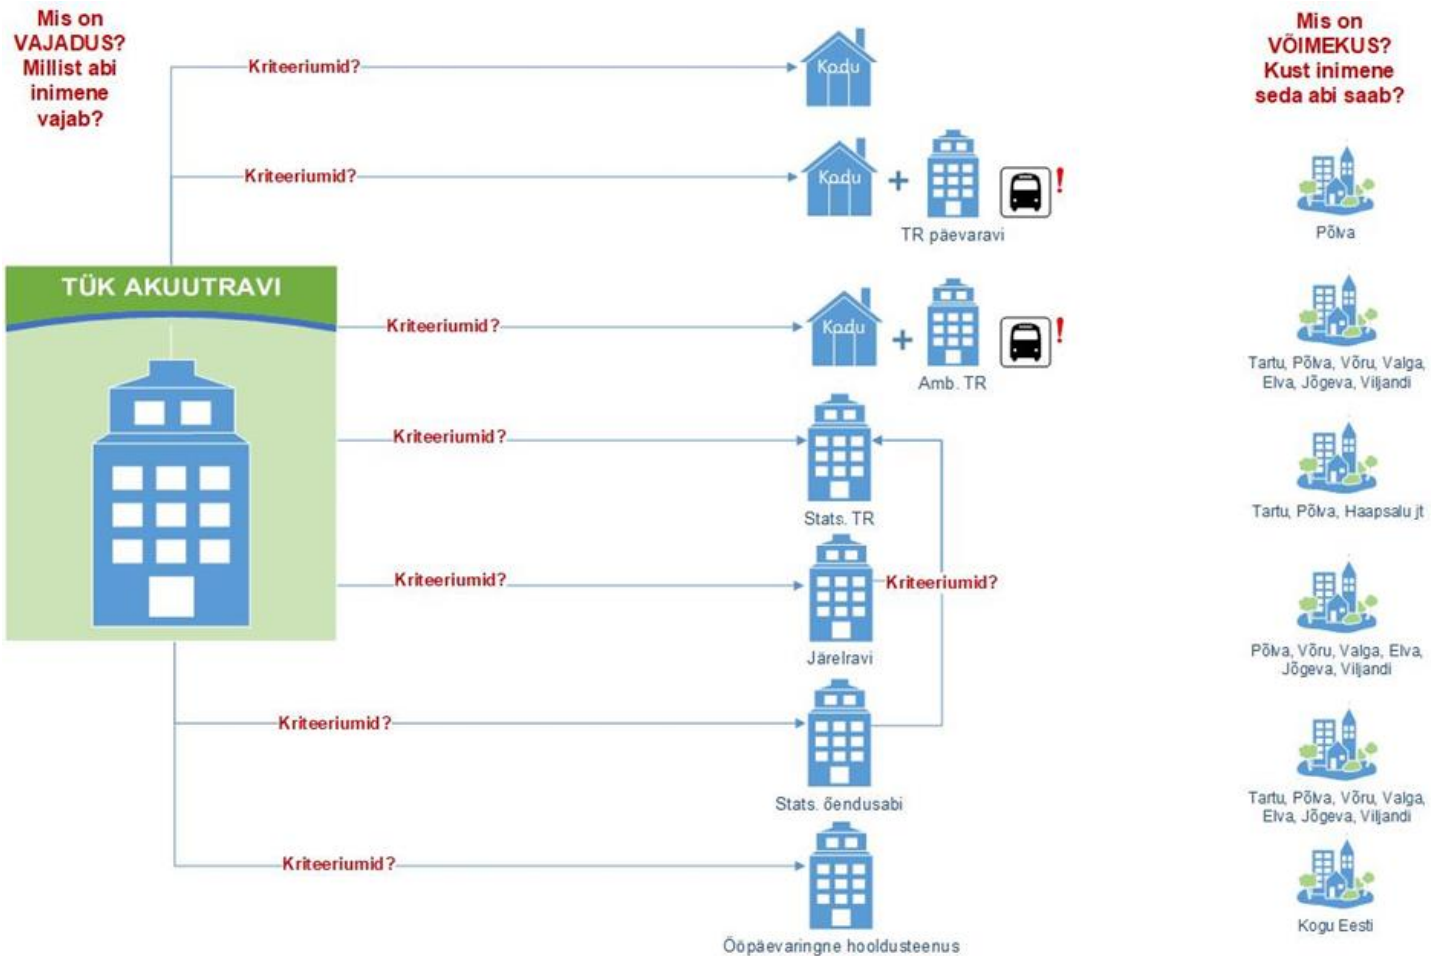 Mis on
VAJADUS?
Millist abi
inimene
vajab?
Mis on
VÕIMEKUS?
Kust inimene
seda abi saab?
Kriteeriumid?
Kodu
Kriteeriumid?
Kodu
+
!
TR päevaravi
Põlva
TÜK AKUUTRAVI
Kriteeriumid?
Kodu
+
!
Amb. TR
Tartu, Põlva, Võru, Valga,
Elva, Jõgeva, Viljandi
Kriteeriumid?
Stats. TR
Tartu, Põlva, Haapsalu jt
Kriteeriumid?
Kriteeriumid?
Järelravi
Põlva, Võru, Valga, Elva,
Jõgeva, Viljandi
Kriteeriumid?
Stats. õendusabi
Tartu, Põlva, Võru, Valga,
Elva, Jõgeva, Viljandi
Kriteeriumid?
Ööpäevaringne hooldusteenus
Kogu Eesti